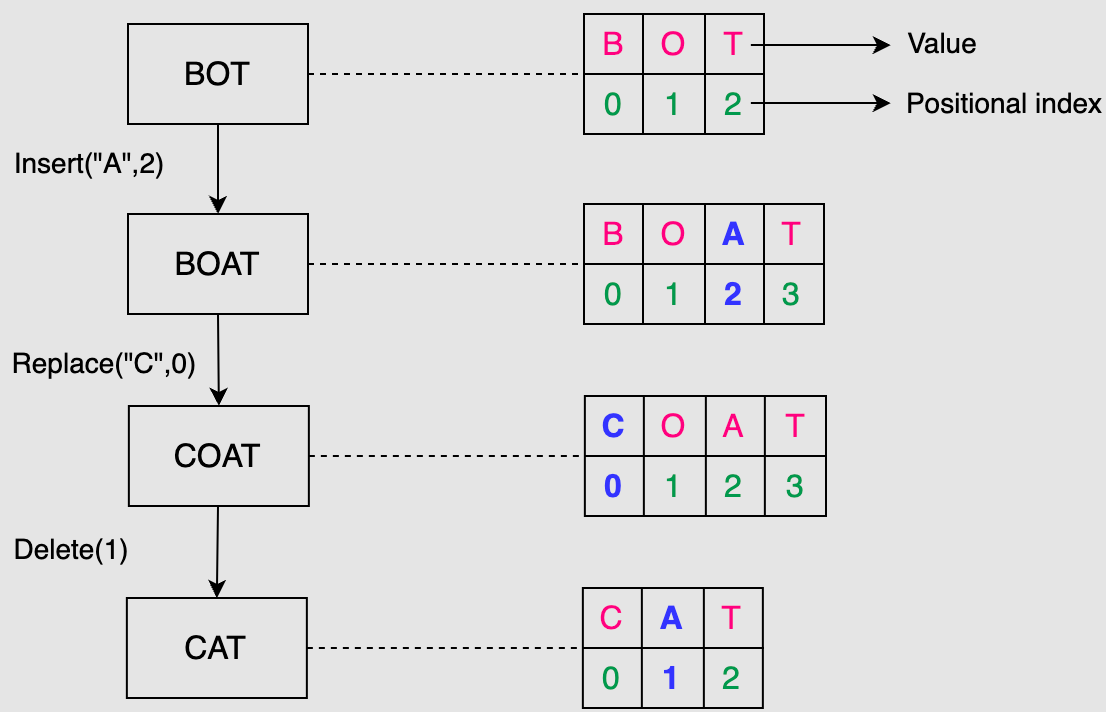 BOT
B O T
Value
0 1 2
Positional index
Insert("A",2)
BOAT
B O A T
0 1 2 3
Replace("C",0)
COAT
C O A T
0 1 2 3
Delete(1)
CAT
C A T
0 1 2